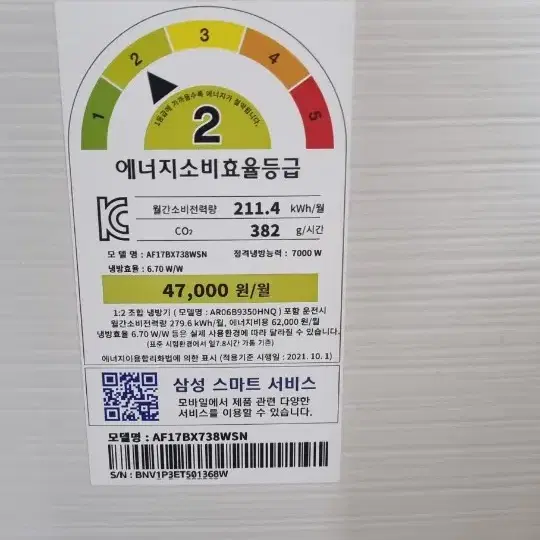 1 2 3 4 5
1등급에 가까울수록 에너지가 절약됩니다.
2
에너지소비효율등급
월간소비전력량 211.4 kWh/월
CO₂ 382 g/시간
모 델 명 : AF17BX738WSN 정격냉방능력 : 7000 W
냉방효율 : 6.70 W/W
47,000 원/월
1:2 조합 냉방기 ( 모델명 : AR06B9350HNQ ) 포함 운전시
월간소비전력량 279.6 kWh/월, 에너지비용 62,000 원/월
냉방효율 6.70 W/W 등은 실제 사용환경에 따라 달라질 수 있습니다.
(표준 시험환경에서 일7.8시간 가동 기준)
에너지이용합리화법에 의한 표시 (적용기준 시행일 : 2021.10.1)
삼성 스마트 서비스
모바일에서 제품 관련 다양한
서비스를 이용할 수 있습니다.
모델명 : AF17BX738WSN
S/N : BNV1P3ET501368W